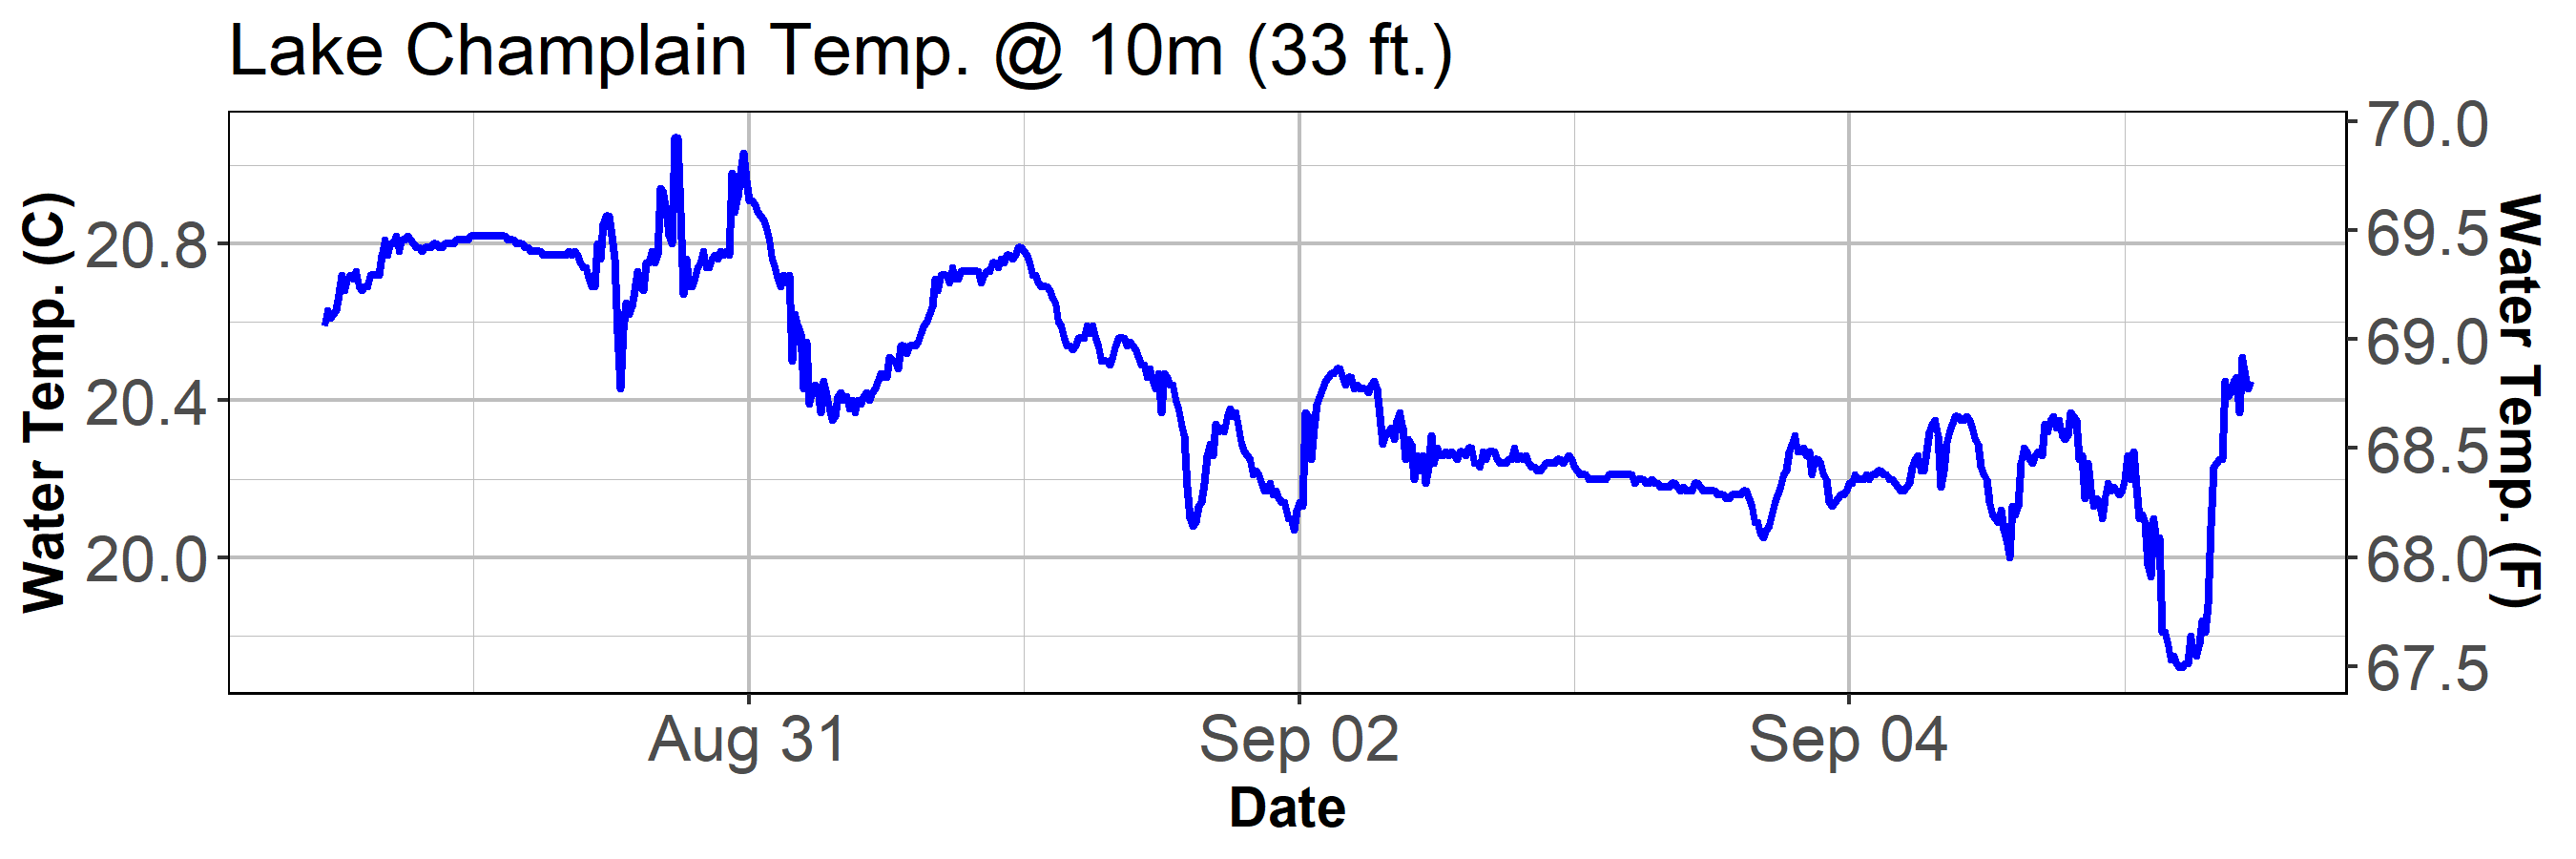 Lake Champlain Temp. @ 10m (33 ft.)
Water Temp. (C)
20.8
20.4
20.0
70.0
69.5
69.0
68.5
68.0
67.5
Water Temp. (F)
Aug 31
Sep 02
Sep 04
Date